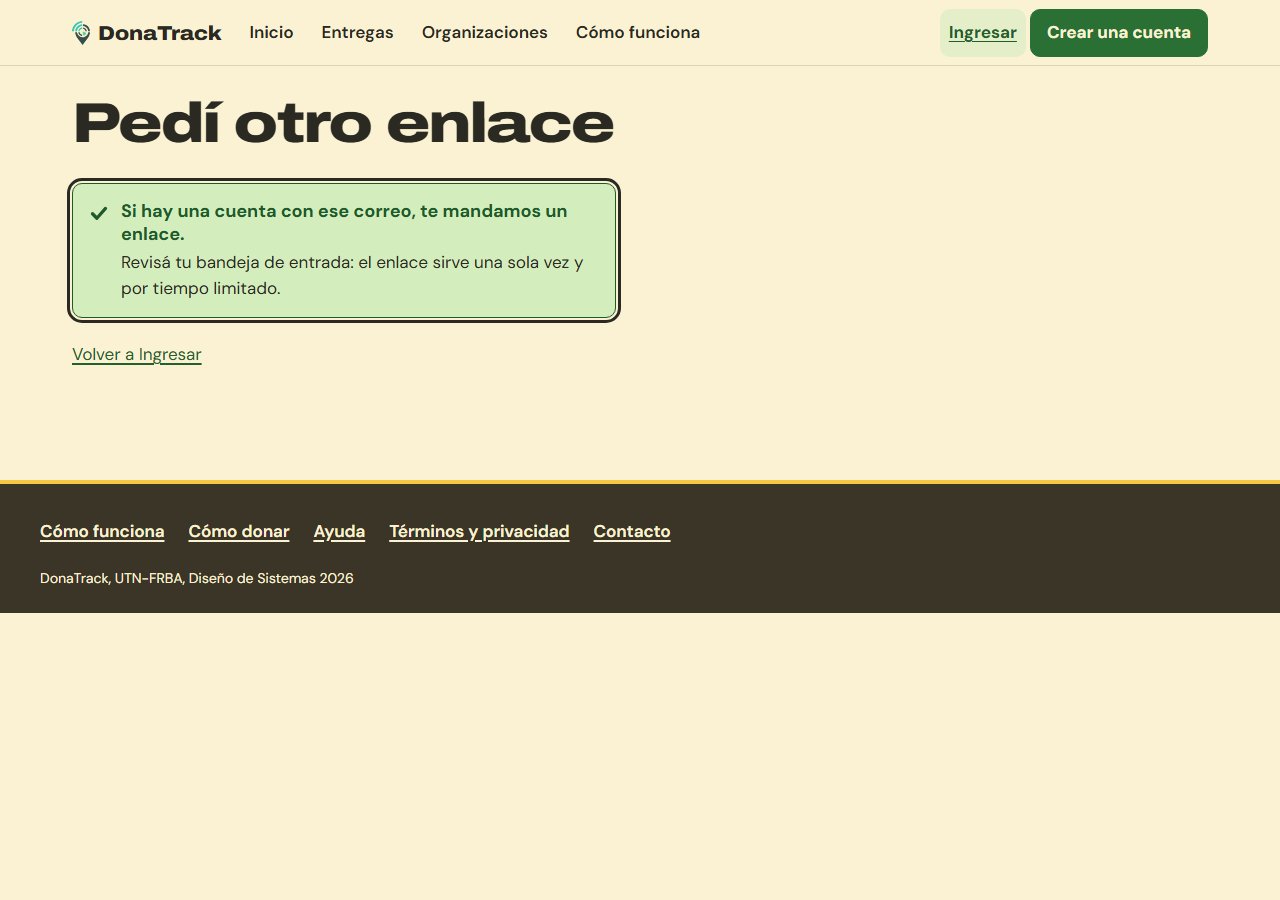 DonaTrack Inicio Entregas Organizaciones Cómo funciona Ingresar Crear una cuenta
Pedí otro enlace
Si hay una cuenta con ese correo, te mandamos un
enlace.
Revisá tu bandeja de entrada: el enlace sirve una sola vez y
por tiempo limitado.
Volver a Ingresar
Cómo funciona Cómo donar Ayuda Términos y privacidad Contacto
DonaTrack, UTN-FRBA, Diseño de Sistemas 2026